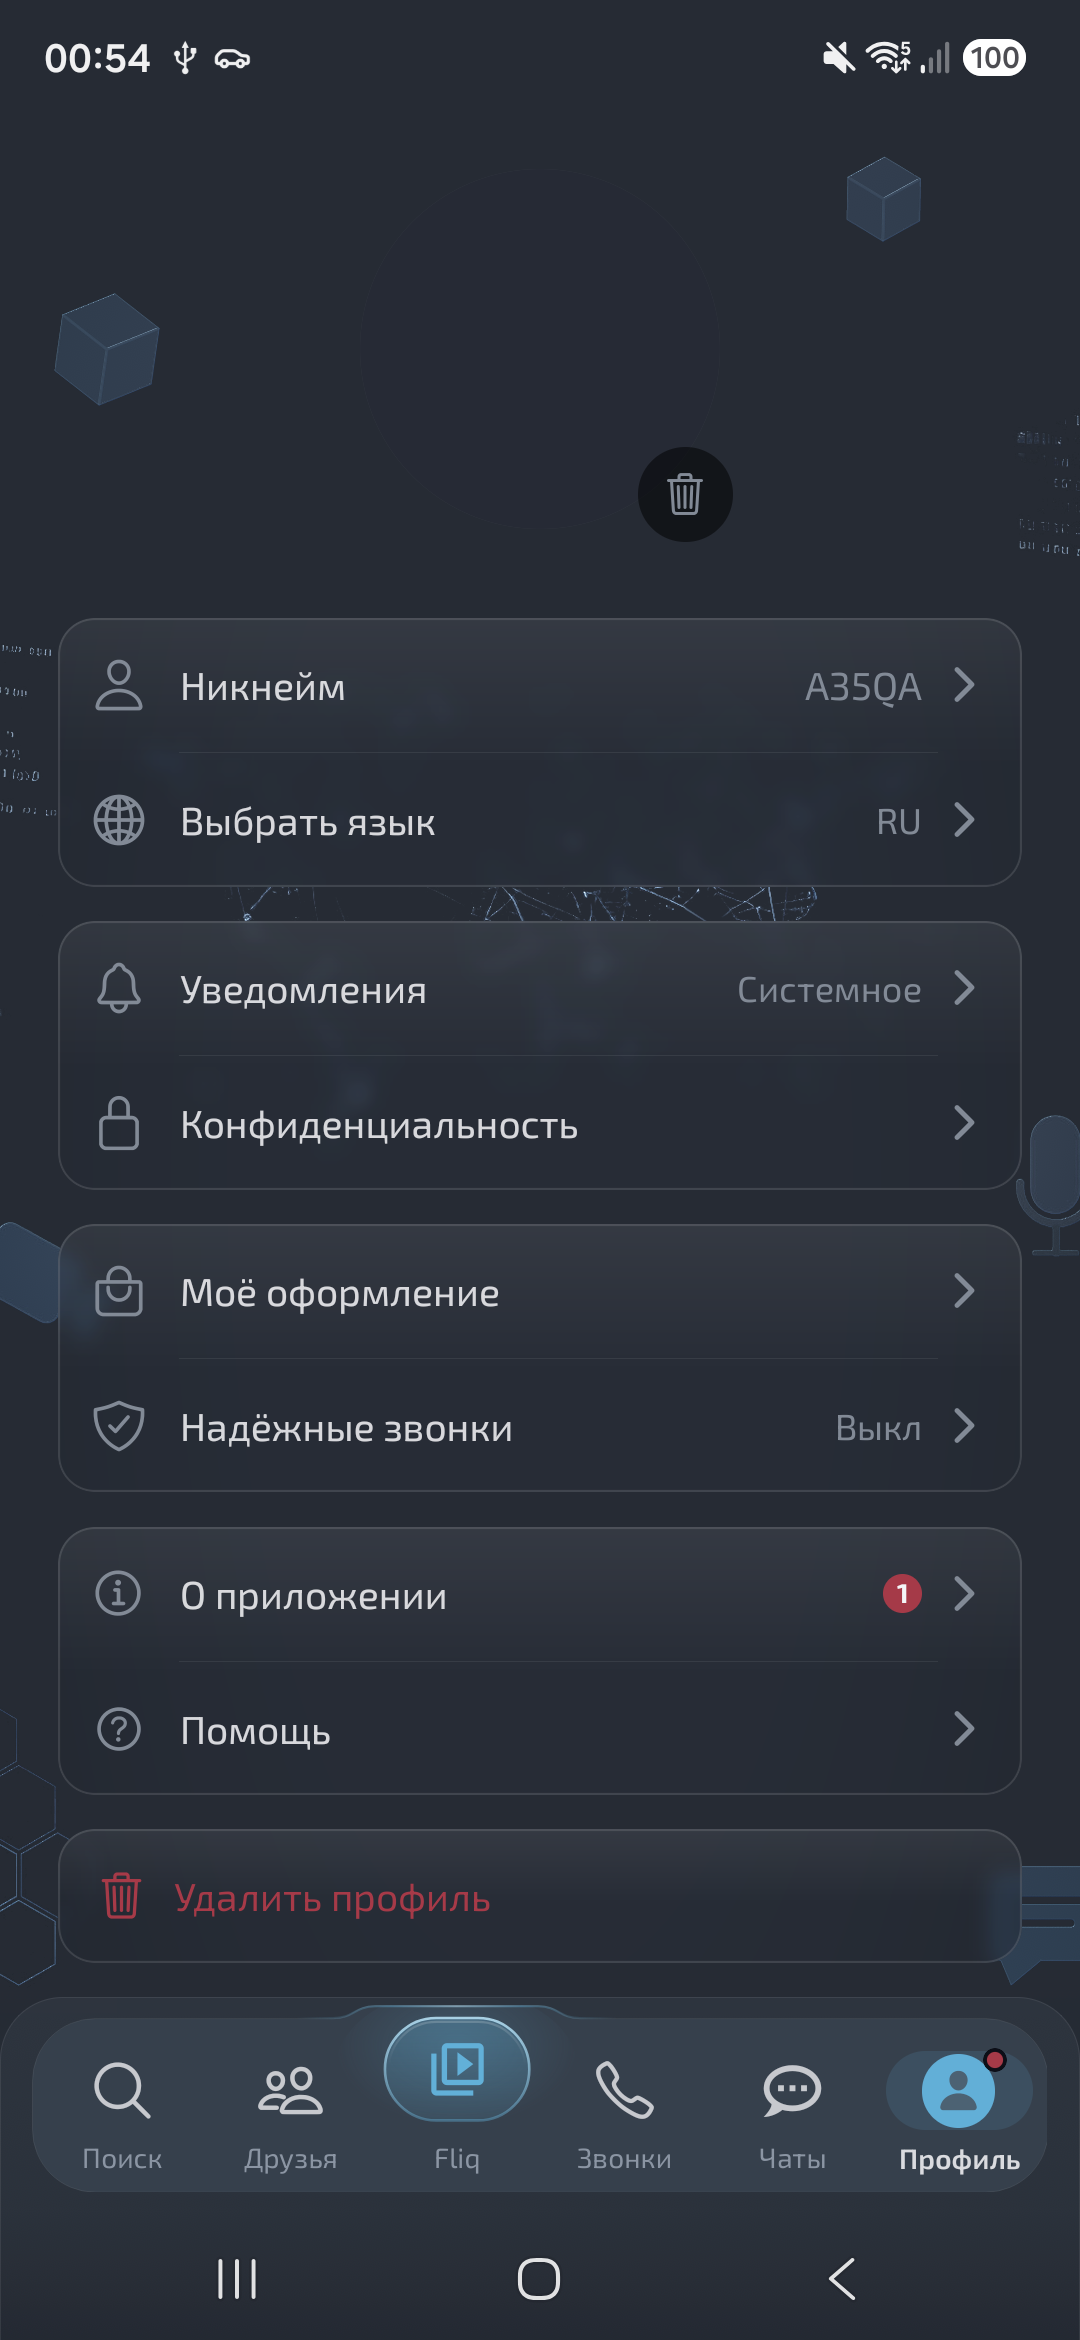 00:54
5
100
Никнейм
A35QA
Выбрать язык
RU
Уведомления
Системное
Конфиденциальность
Моё оформление
Надёжные звонки
Выкл
О приложении
1
Помощь
Удалить профиль
Поиск
Друзья
Fliq
Звонки
Чаты
Профиль